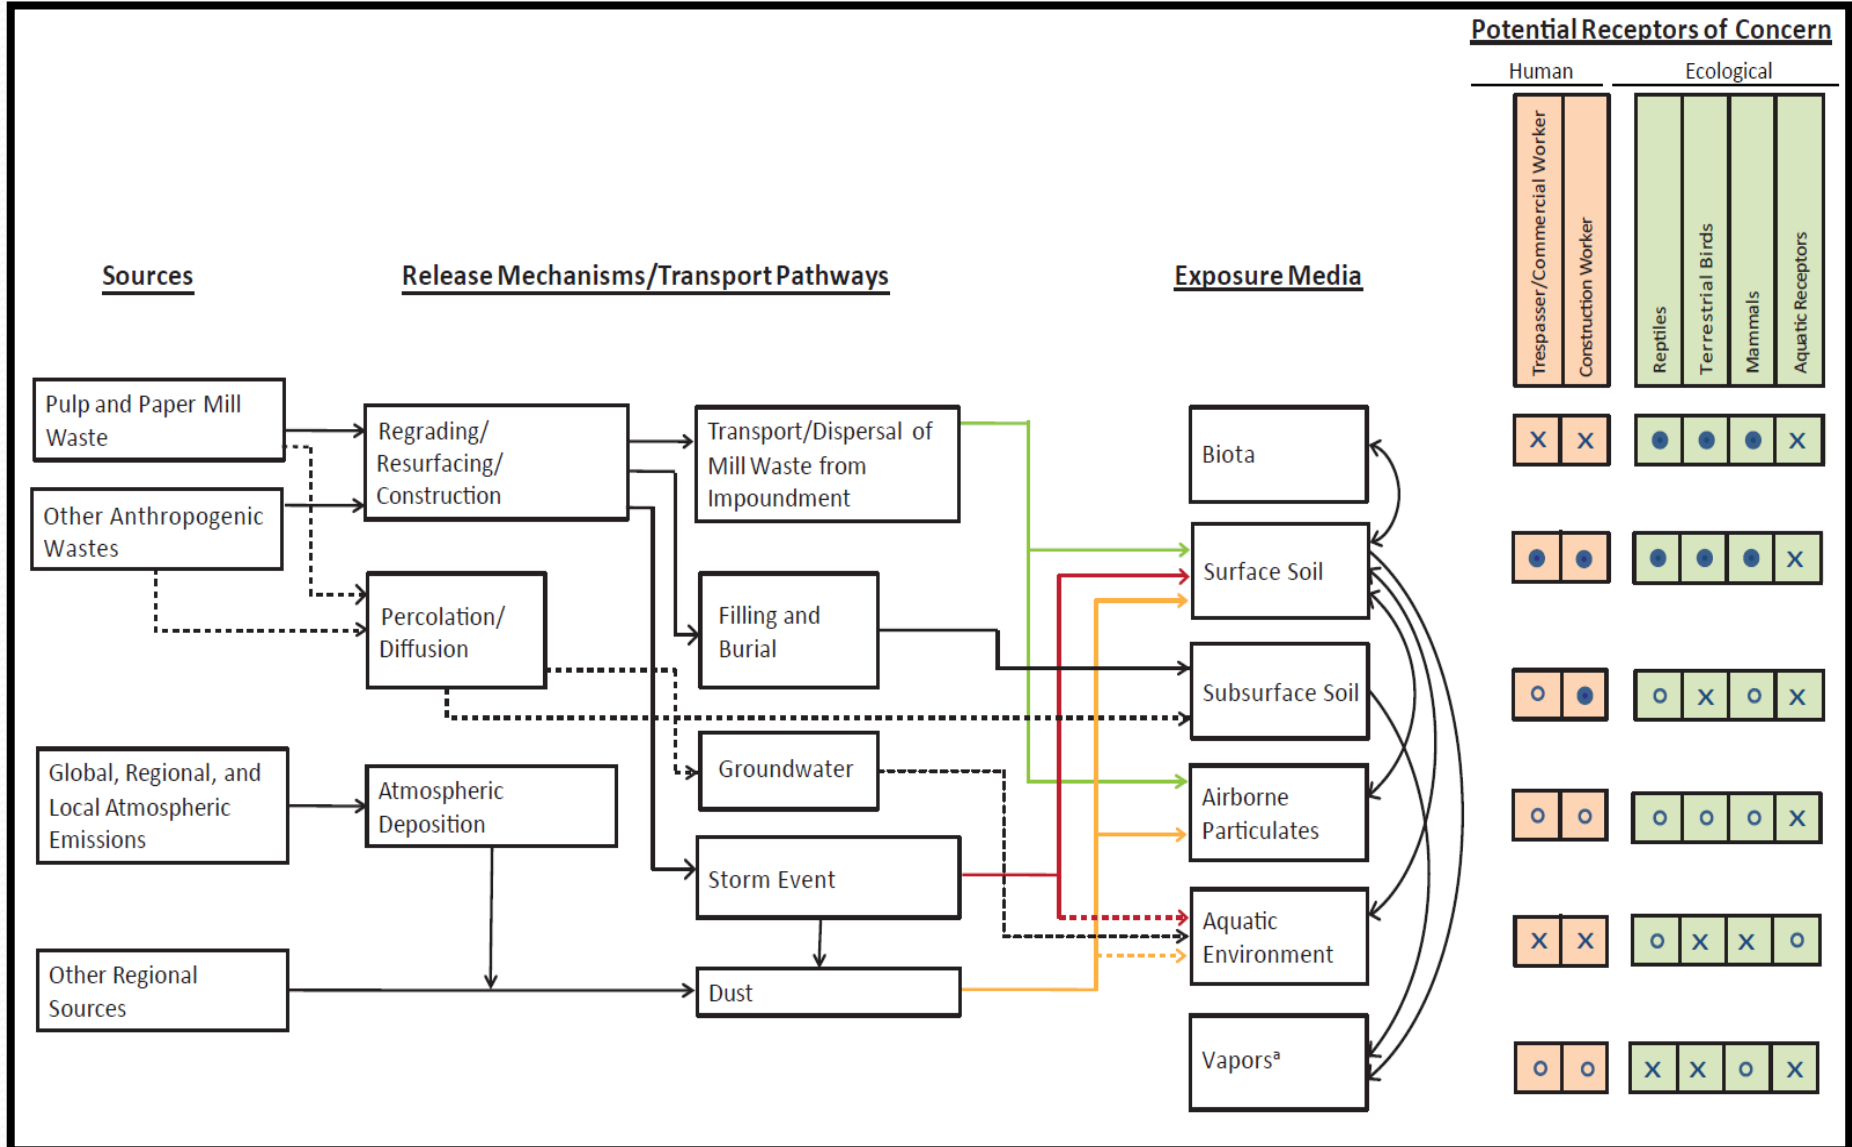 Potential Receptors of Concern
Human
Ecological
Trespasser/Commercial Worker
Construction Worker
Reptiles
Terrestrial Birds
Mammals
Aquatic Receptors
Sources
Release Mechanisms/Transport Pathways
Exposure Media
Pulp and Paper Mill
Waste
Other Anthropogenic
Wastes
Global, Regional, and
Local Atmospheric
Emissions
Other Regional
Sources
Regrading/
Resurfacing/
Construction
Percolation/
Diffusion
Atmospheric
Deposition
Transport/Dispersal of
Mill Waste from
Impoundment
Filling and
Burial
Groundwater
Storm Event
Dust
Biota
x x x
Surface Soil
x
Subsurface Soil
o o x o x
Airborne
Particulates
o o o o o x
Aquatic
Environment
x x o x x o
Vaporsᵃ
o o x x o x